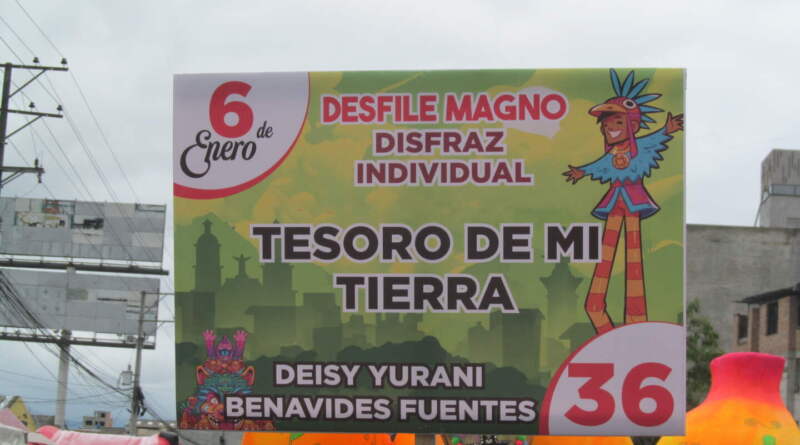 6
de
Enero
DESFILE MAGNO
DISFRAZ
INDIVIDUAL
TESORO DE MI
TIERRA
DEISY YURANI
BENAVIDES FUENTES
36